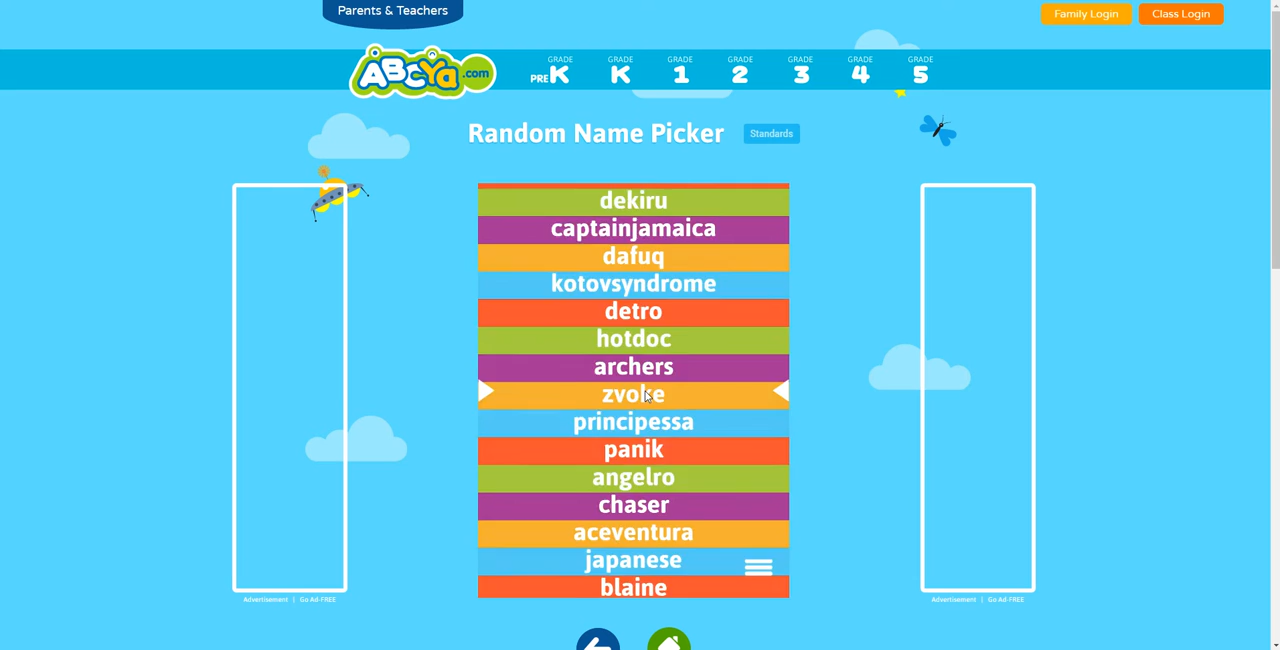 Parents & Teachers
Family Login
Class Login
ABCYa.com
GRADE GRADE GRADE GRADE GRADE GRADE GRADE
PRE K K 1 2 3 4 5
Random Name Picker
Standards
dekiru
captainjamaica
dafuq
kotovsyndrome
detro
hotdoc
archers
zvoke
principessa
panik
angelro
chaser
aceventura
japanese
blaine
Advertisement | Go Ad-FREE
Advertisement | Go Ad-FREE